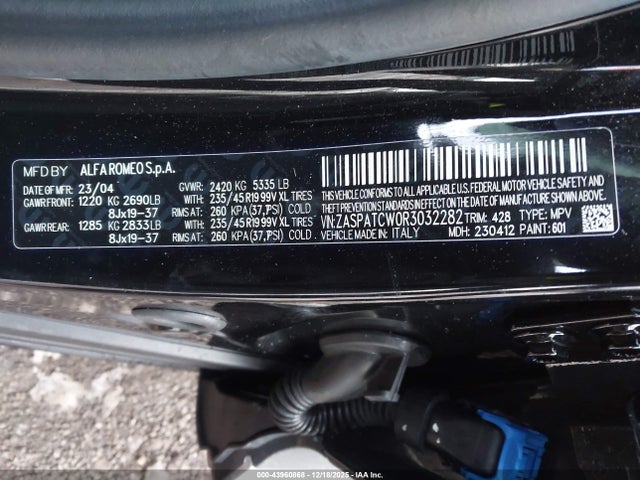 MFD BY ALFA ROMEO S.p.A.
DATE OF MFR: 23/04 GVWR: 2420 KG 5335 LB
GAWR FRONT: 1220 KG 2690LB WITH: 235/45R19 99V XL TIRES
8Jx19-37 RIMS AT: 260 KPA (37,PSI) COLD
GAWR REAR: 1285 KG 2833LB WITH: 235/45R19 99V XL TIRES
8Jx19-37 RIMS AT: 260 KPA (37,PSI) COLD
THIS VEHICLE CONFORMS TO ALL APPLICABLE U.S. FEDERAL MOTOR VEHICLE SAFETY, BUMPER, AND
THEFT PREVENTION STANDARDS IN EFFECT ON THE DATE OF MANUFACTURE SHOWN ABOVE
VIN: ZASPATCW0R3032282 TRIM: 428 TYPE: MPV
VEHICLE MADE IN: ITALY MDH: 230412 PAINT: 601
000-43960868 12/18/2025 IAA Inc.